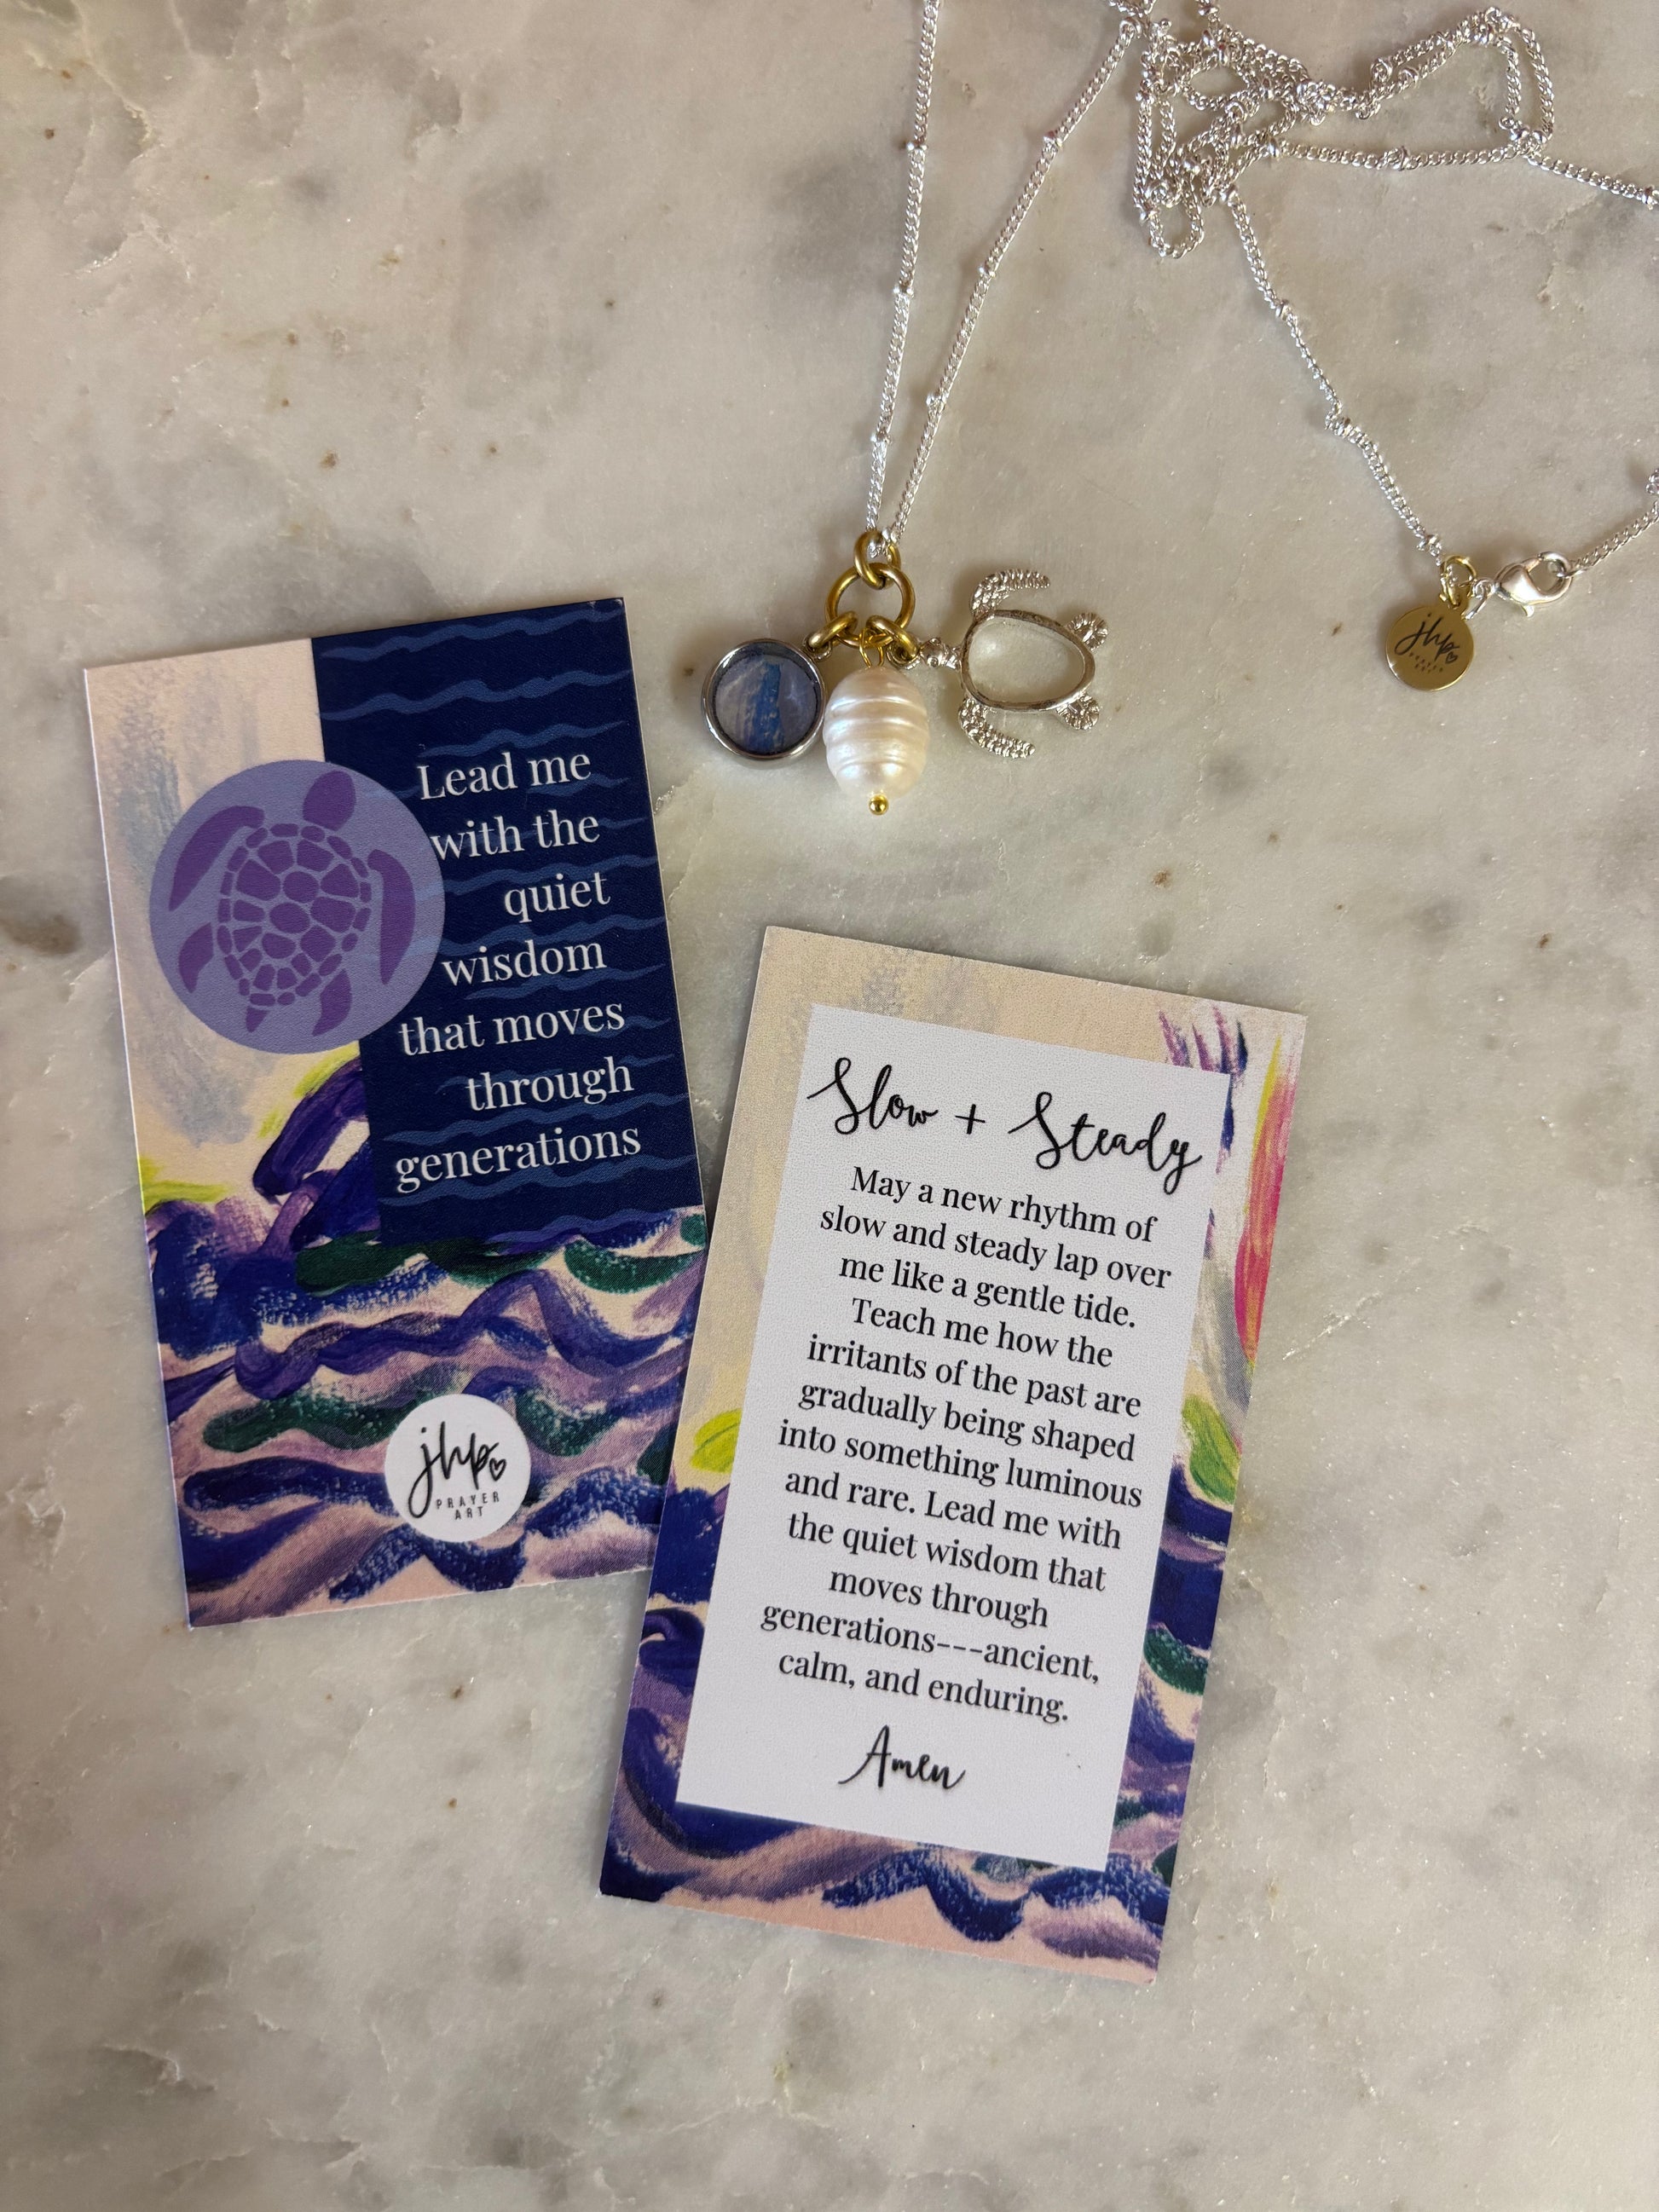 jhp
PRAYER
ART
Lead me
with the
quiet
wisdom
that moves
through
generations
jhp
PRAYER
ART
Slow + Steady
May a new rhythm of
slow and steady lap over
me like a gentle tide.
Teach me how the
irritants of the past are
gradually being shaped
into something luminous
and rare. Lead me with
the quiet wisdom that
moves through
generations---ancient,
calm, and enduring.
Amen